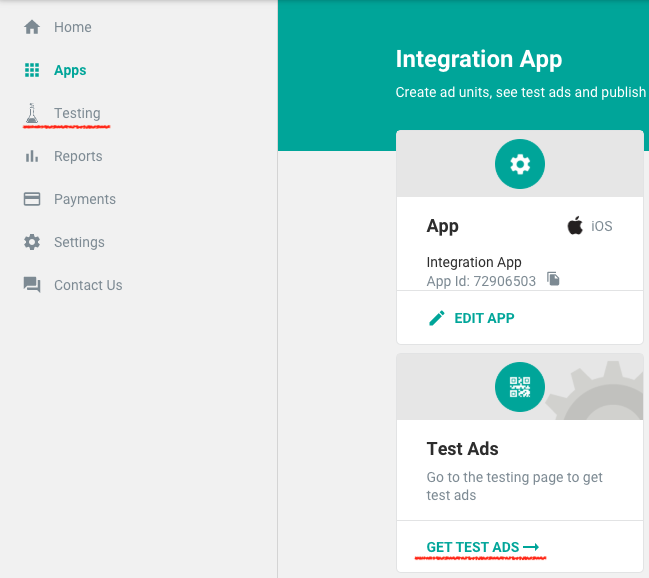 Home
Apps
Testing
Reports
Payments
Settings
Contact Us
Integration App
Create ad units, see test ads and publish
App
iOS
Integration App
App Id: 72906503
EDIT APP
Test Ads
Go to the testing page to get
test ads
GET TEST ADS